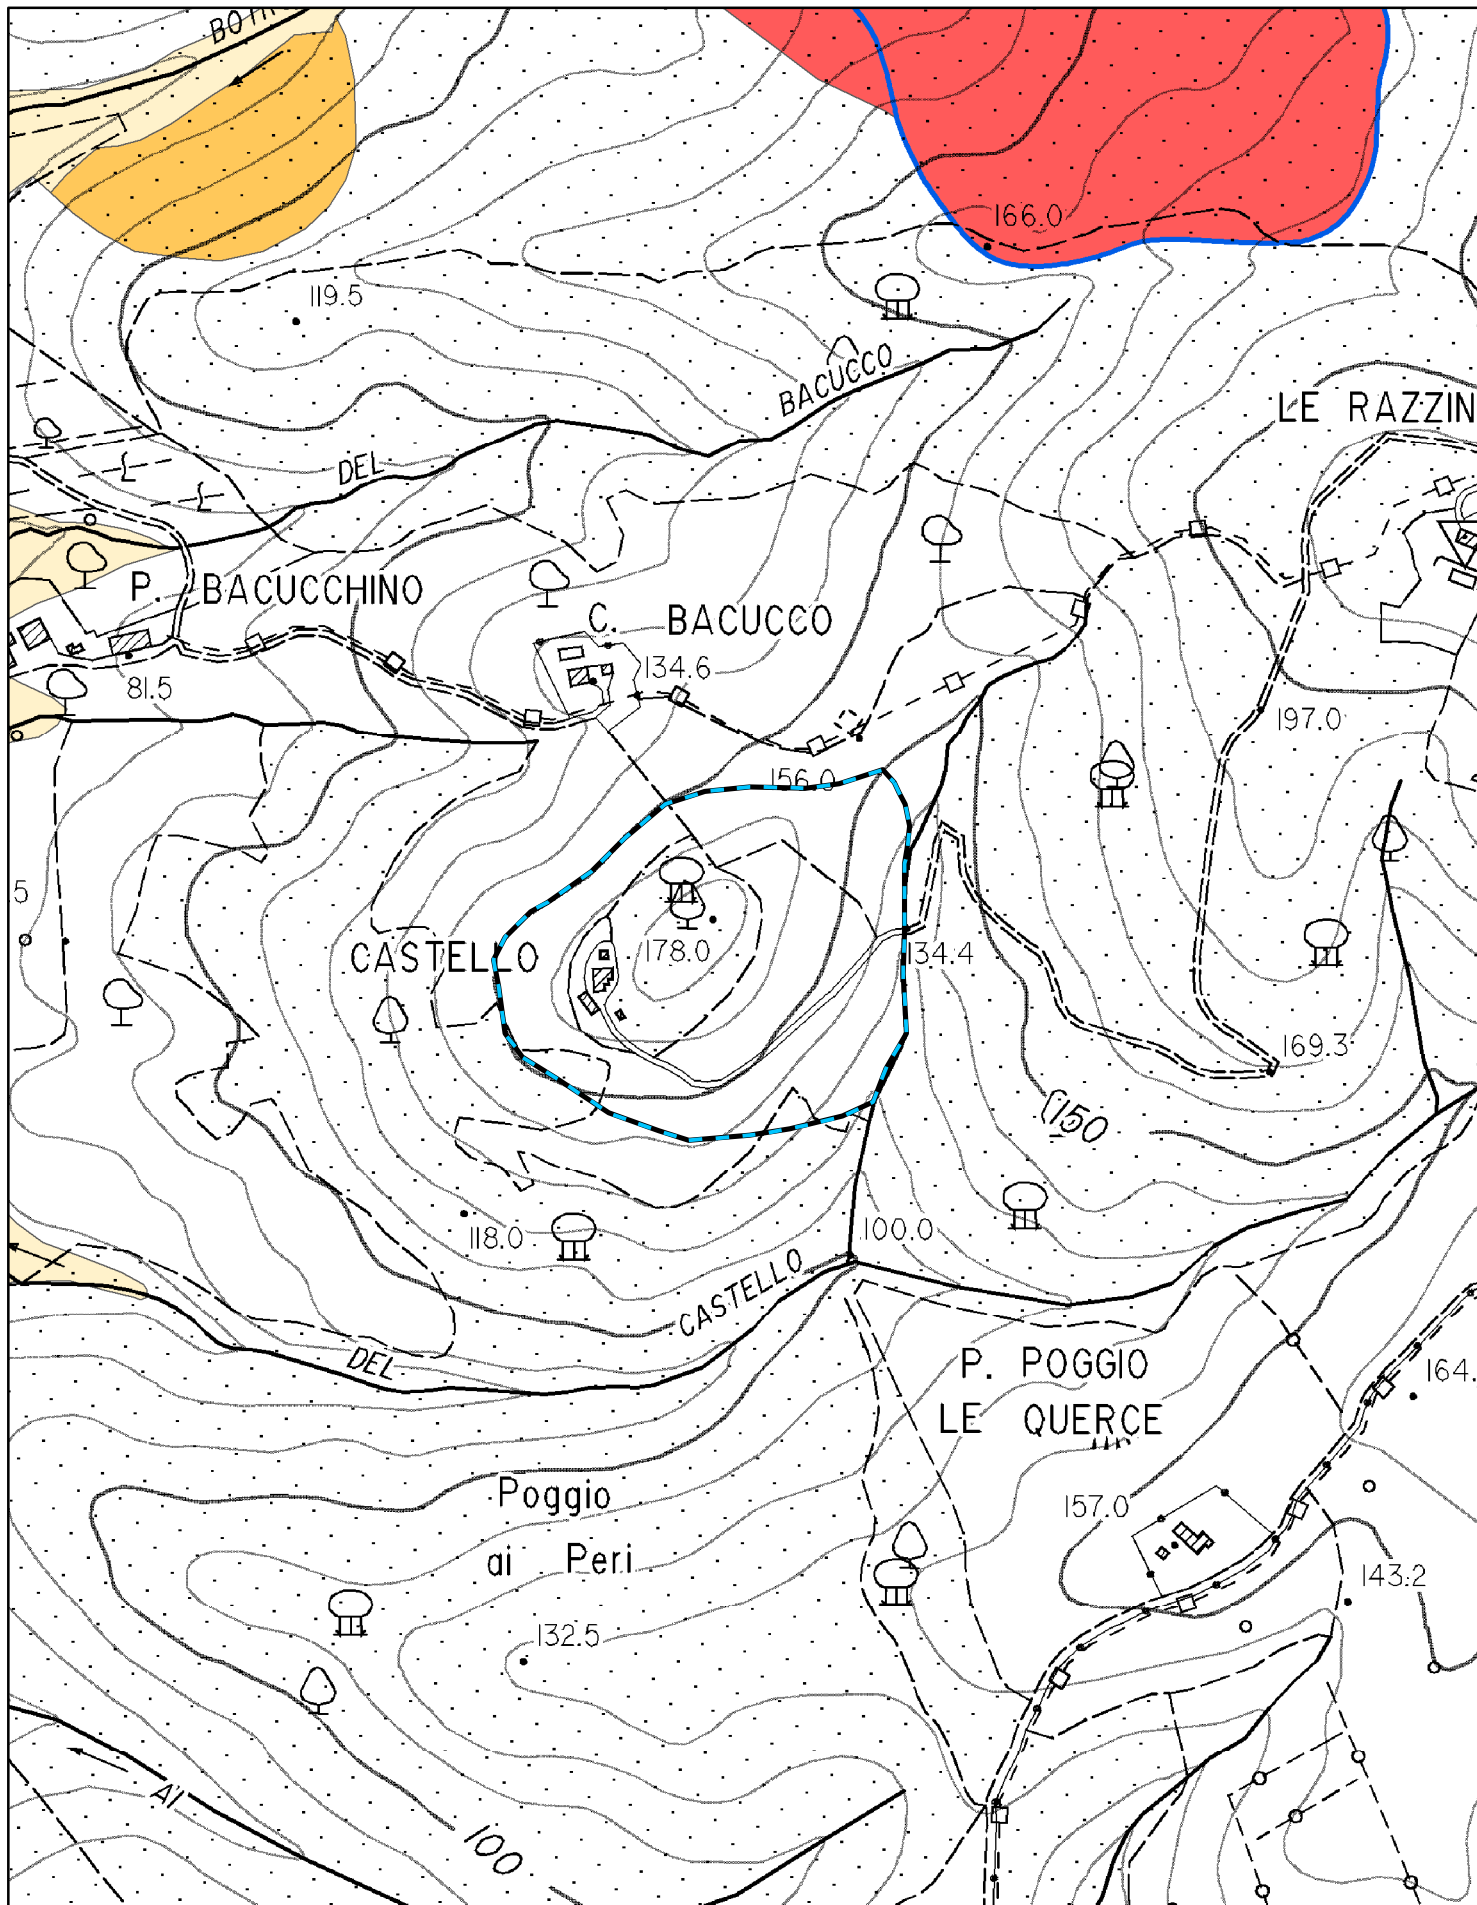 166.0
119.5
BACUCCO
LE RAZZIN
DEL
P. BACUCCHINO
C. BACUCCO
134.6
81.5
197.0
156.0
5
CASTELLO
178.0
134.4
169.3
(150
118.0
100.0
CASTELLO
DEL
P. POGGIO
LE QUERCE
164.
Poggio
ai Peri
157.0
143.2
132.5
AI
100